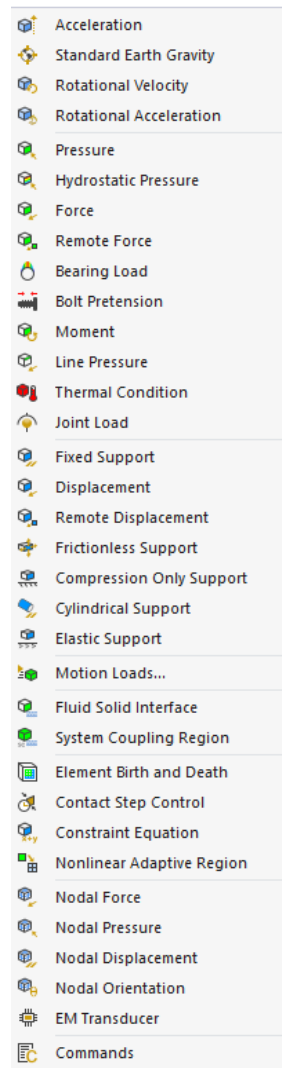 Acceleration
Standard Earth Gravity
Rotational Velocity
Rotational Acceleration
Pressure
Hydrostatic Pressure
Force
Remote Force
Bearing Load
Bolt Pretension
Moment
Line Pressure
Thermal Condition
Joint Load
Fixed Support
Displacement
Remote Displacement
Frictionless Support
Compression Only Support
Cylindrical Support
Elastic Support
Motion Loads...
Fluid Solid Interface
System Coupling Region
Element Birth and Death
Contact Step Control
Constraint Equation
Nonlinear Adaptive Region
Nodal Force
Nodal Pressure
Nodal Displacement
Nodal Orientation
EM Transducer
Commands